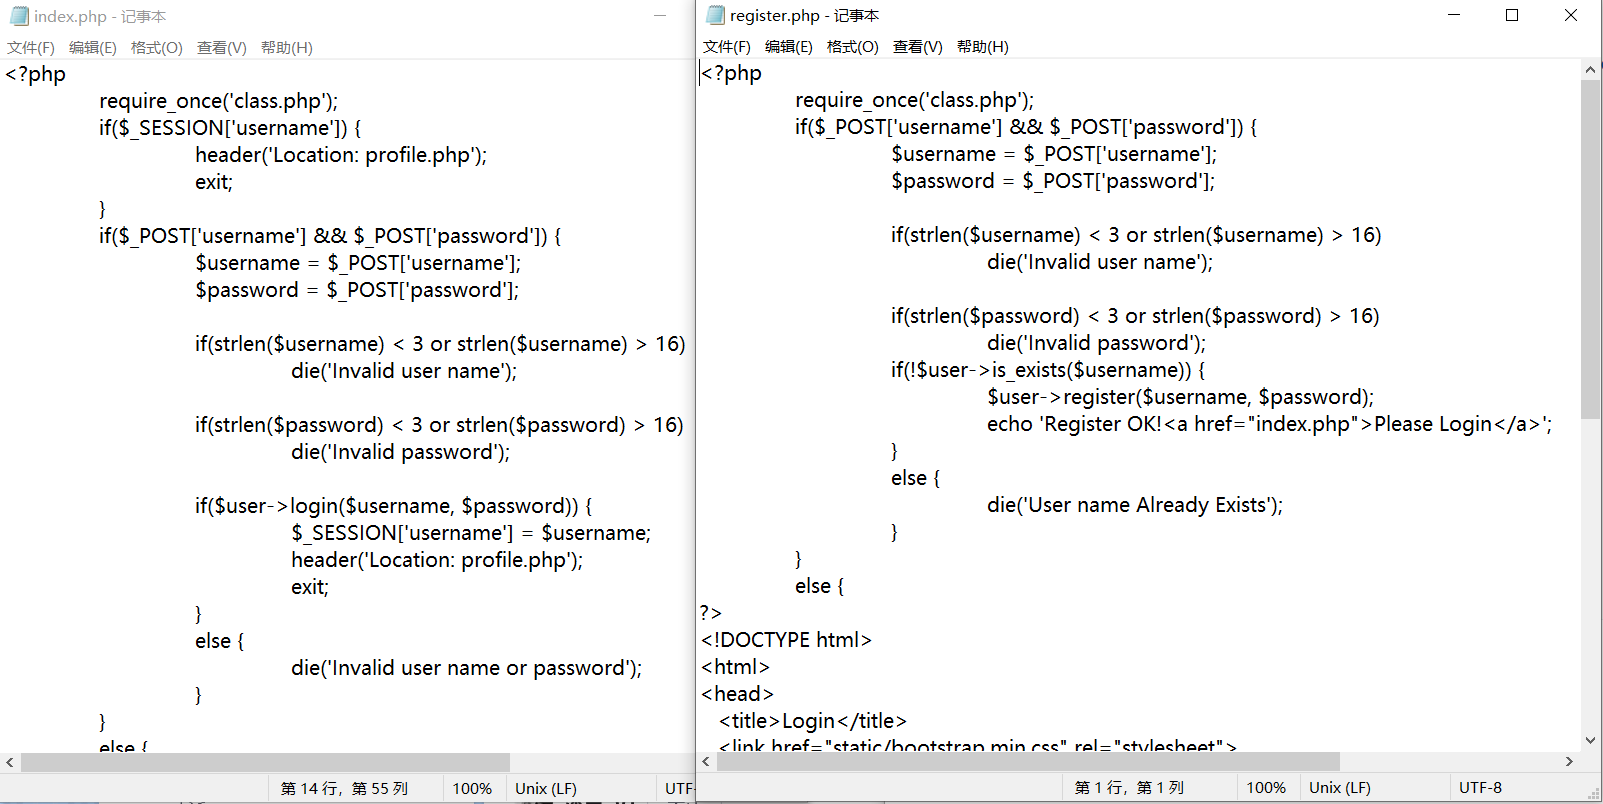 index.php - 记事本
文件(F) 编辑(E) 格式(O) 查看(V) 帮助(H)
<?php
require_once('class.php');
if($_SESSION['username']) {
header('Location: profile.php');
exit;
}
if($_POST['username'] && $_POST['password']) {
$username = $_POST['username'];
$password = $_POST['password'];
if(strlen($username) < 3 or strlen($username) > 16)
die('Invalid user name');
if(strlen($password) < 3 or strlen($password) > 16)
die('Invalid password');
if($user->login($username, $password)) {
$_SESSION['username'] = $username;
header('Location: profile.php');
exit;
}
else {
die('Invalid user name or password');
}
}
else {
第 14 行，第 55 列 100% Unix (LF) UTF-
register.php - 记事本
文件(F) 编辑(E) 格式(O) 查看(V) 帮助(H)
<?php
require_once('class.php');
if($_POST['username'] && $_POST['password']) {
$username = $_POST['username'];
$password = $_POST['password'];
if(strlen($username) < 3 or strlen($username) > 16)
die('Invalid user name');
if(strlen($password) < 3 or strlen($password) > 16)
die('Invalid password');
if(!$user->is_exists($username)) {
$user->register($username, $password);
echo 'Register OK!<a href="index.php">Please Login</a>';
}
else {
die('User name Already Exists');
}
}
else {
?>
<!DOCTYPE html>
<html>
<head>
<title>Login</title>
<link href="static/bootstrap.min.css" rel="stylesheet">
第 1 行，第 1 列 100% Unix (LF) UTF-8